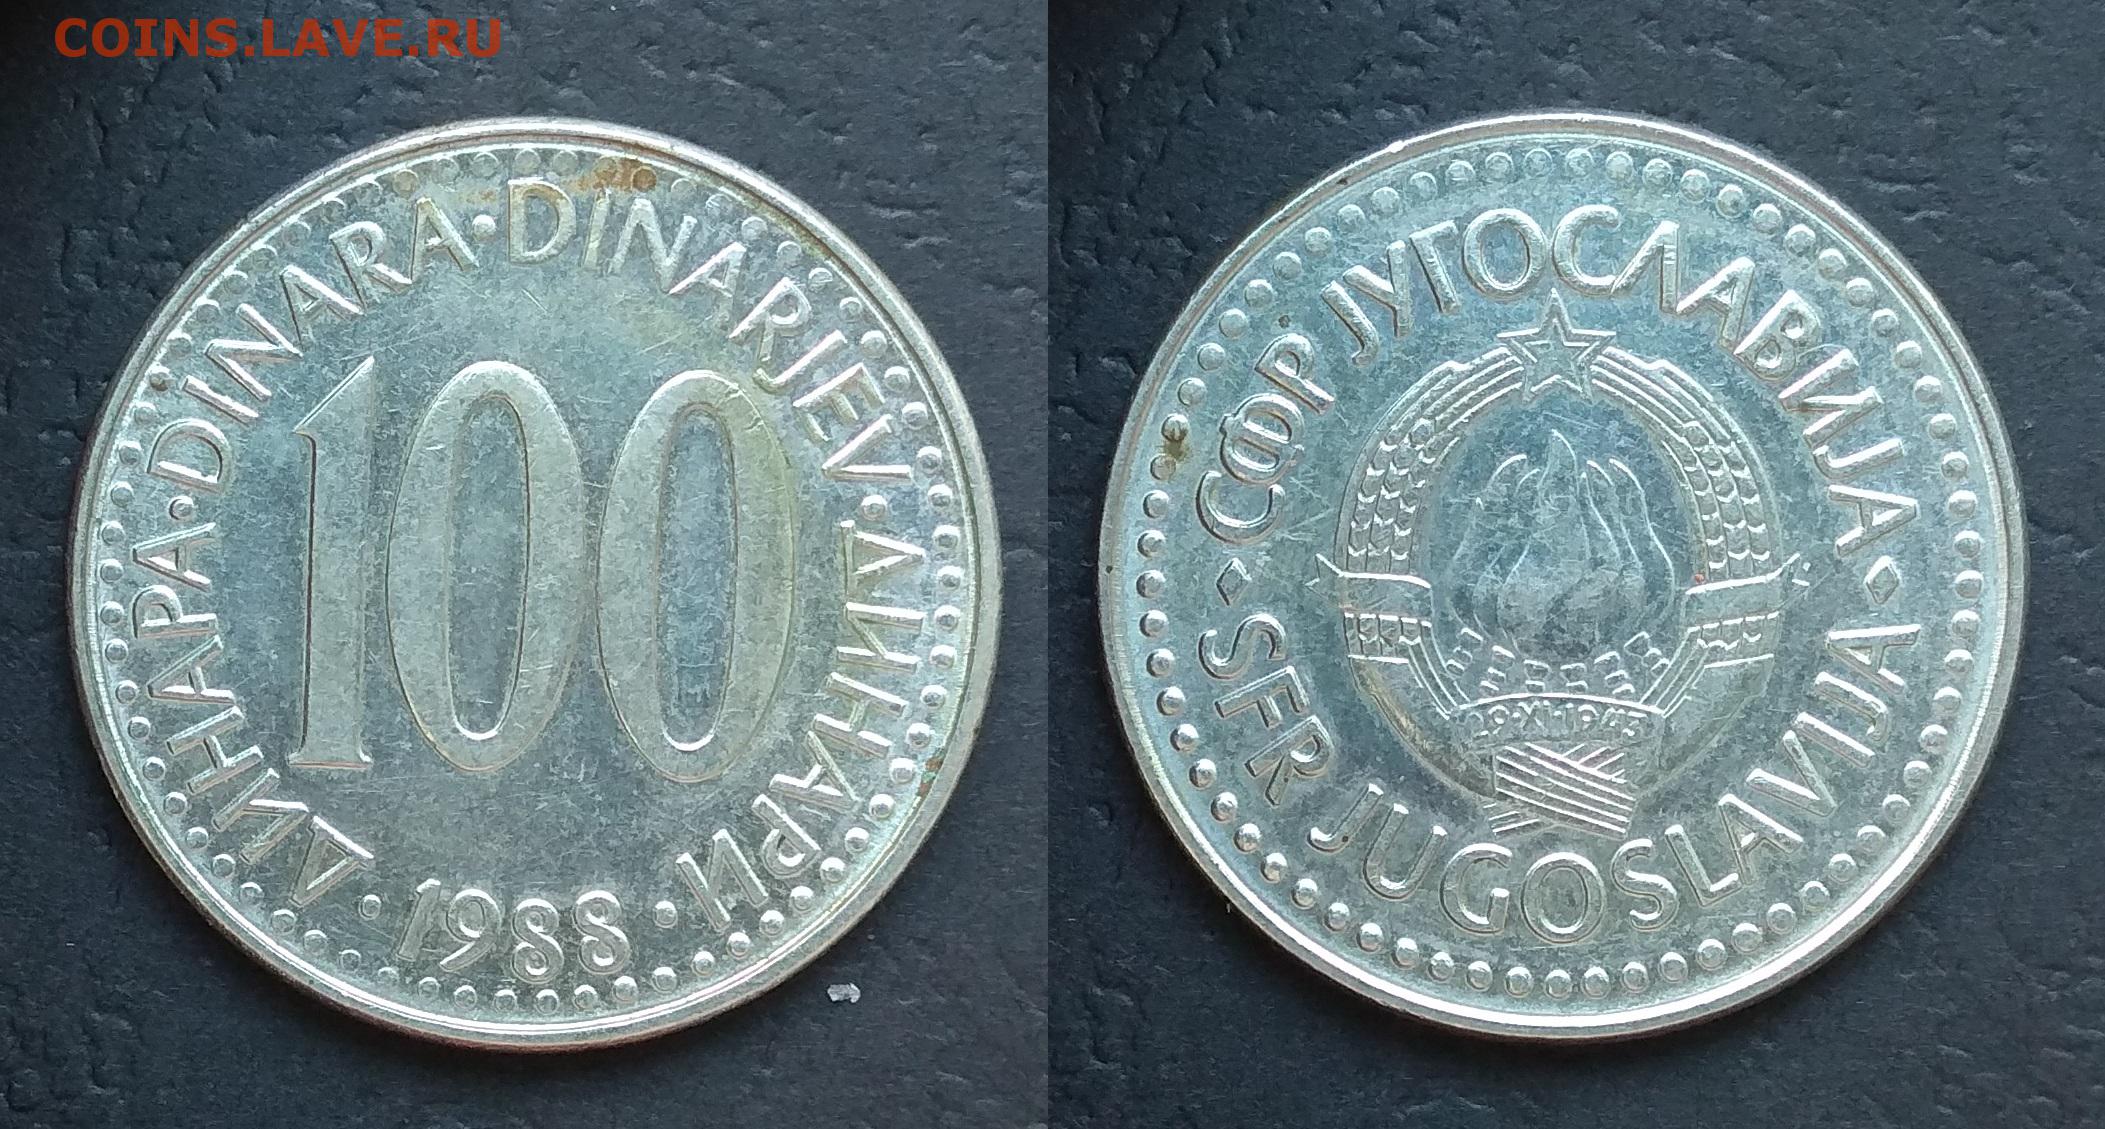 COINS.LAVE.RU
ДИНАРА · DINARA · DINARJEV · ДИНАРИ
100
· 1988 ·
СФР ЈУГОСЛАВИЈА
29·XI·1943
SFR JUGOSLAVIJA